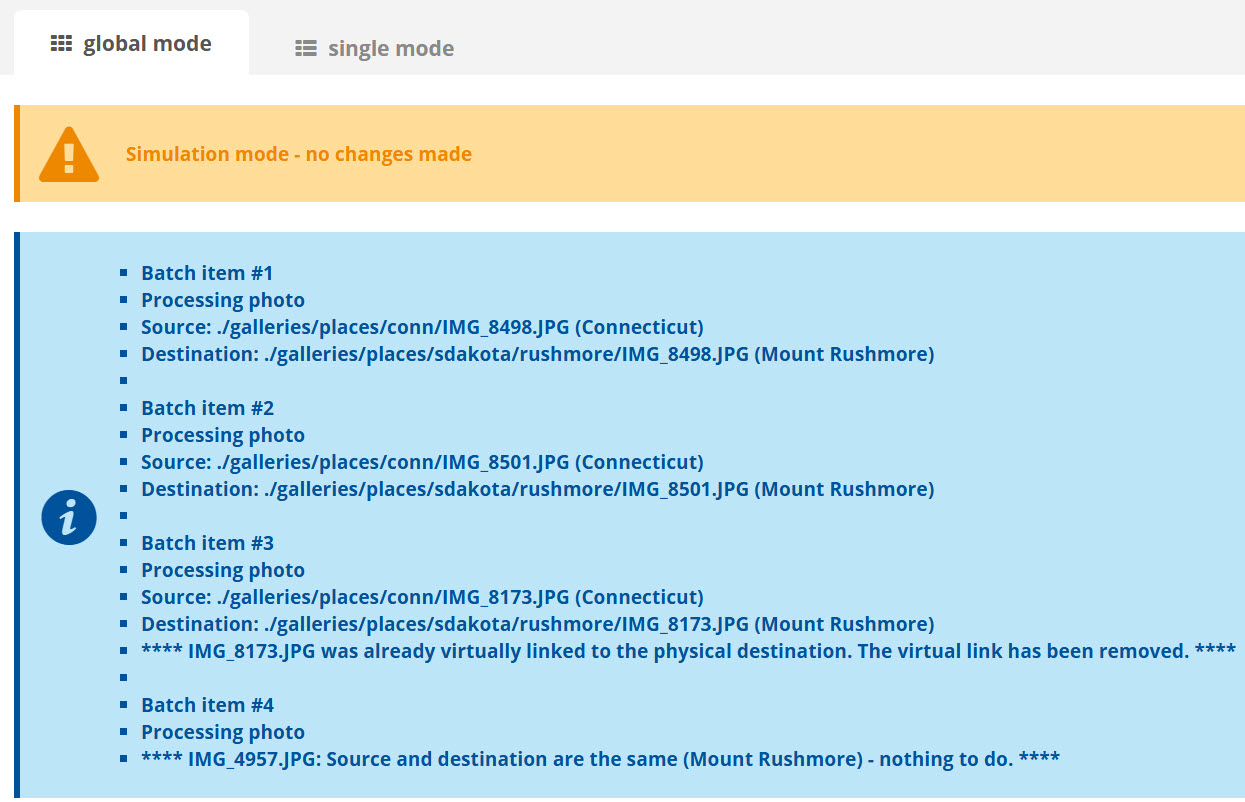 global mode
single mode
Simulation mode - no changes made
Batch item #1
Processing photo
Source: ./galleries/places/conn/IMG_8498.JPG (Connecticut)
Destination: ./galleries/places/sdakota/rushmore/IMG_8498.JPG (Mount Rushmore)
Batch item #2
Processing photo
Source: ./galleries/places/conn/IMG_8501.JPG (Connecticut)
Destination: ./galleries/places/sdakota/rushmore/IMG_8501.JPG (Mount Rushmore)
Batch item #3
Processing photo
Source: ./galleries/places/conn/IMG_8173.JPG (Connecticut)
Destination: ./galleries/places/sdakota/rushmore/IMG_8173.JPG (Mount Rushmore)
**** IMG_8173.JPG was already virtually linked to the physical destination. The virtual link has been removed. ****
Batch item #4
Processing photo
**** IMG_4957.JPG: Source and destination are the same (Mount Rushmore) - nothing to do. ****